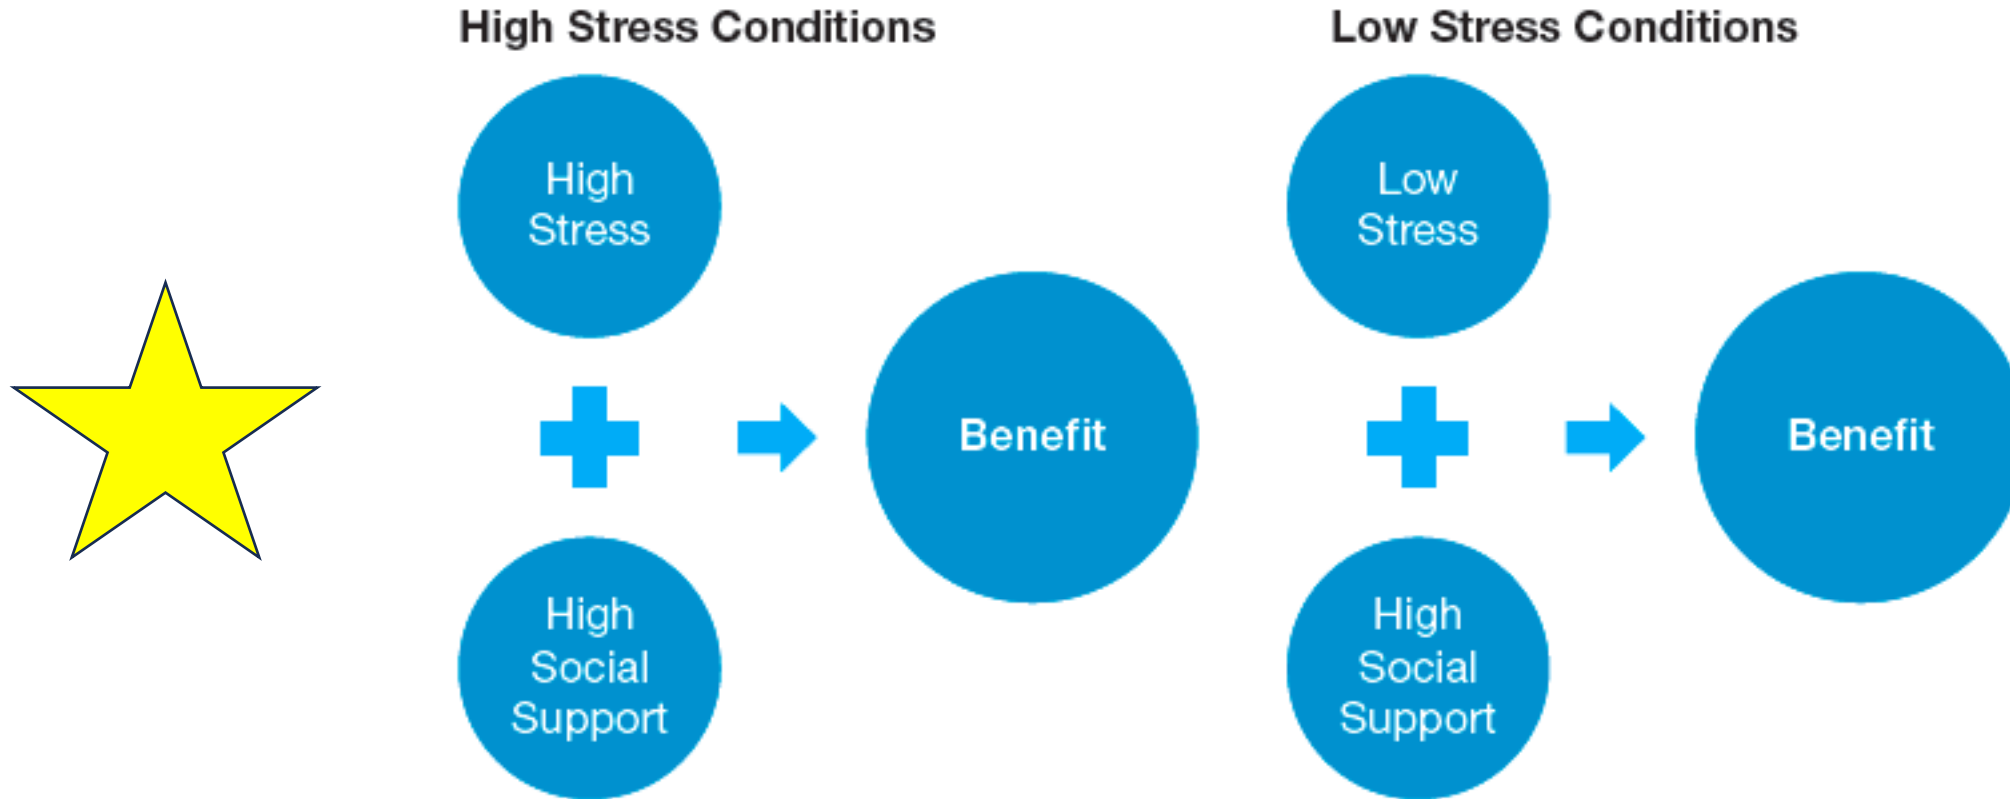 High Stress Conditions
High
Stress
Benefit
High
Social
Support
Low Stress Conditions
Low
Stress
Benefit
High
Social
Support